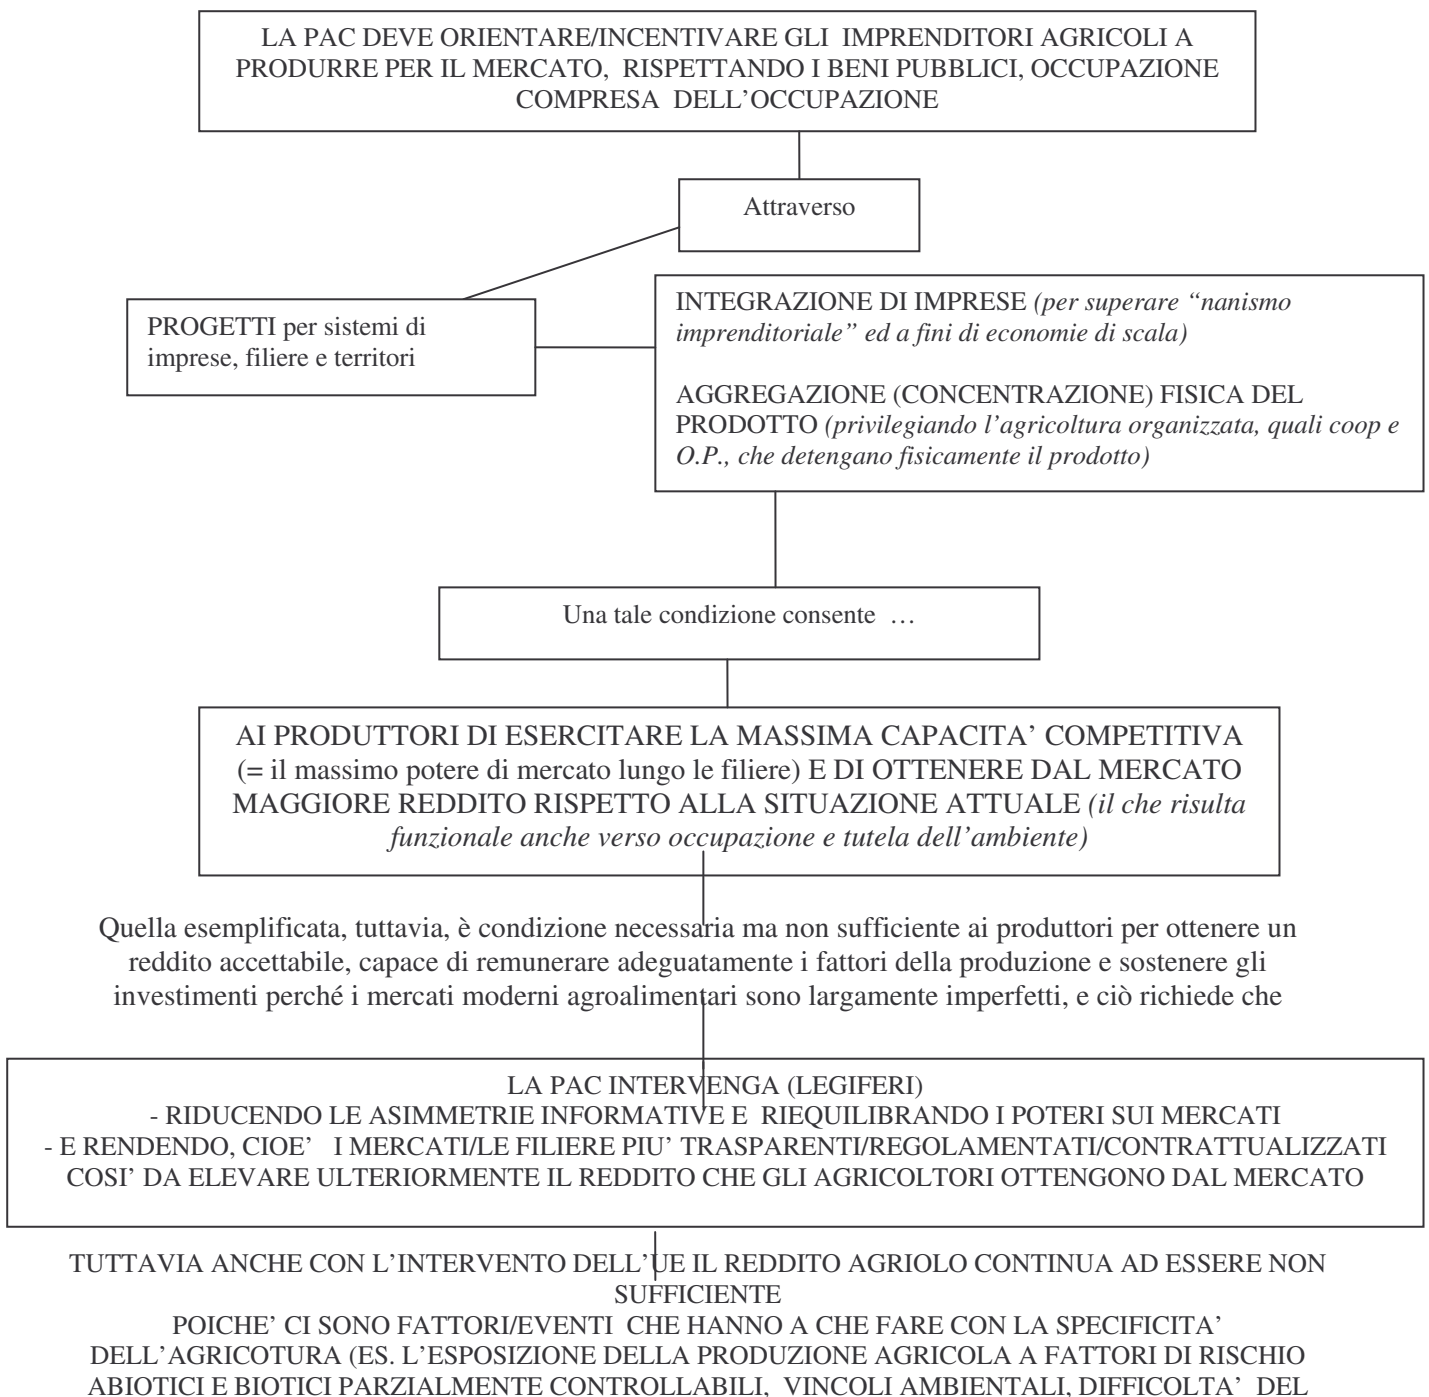 LA PAC DEVE ORIENTARE/INCENTIVARE GLI IMPRENDITORI AGRICOLI A
PRODURRE PER IL MERCATO, RISPETTANDO I BENI PUBBLICI, OCCUPAZIONE
COMPRESA DELL’OCCUPAZIONE
Attraverso
PROGETTI per sistemi di
imprese, filiere e territori
INTEGRAZIONE DI IMPRESE (per superare “nanismo
imprenditoriale” ed a fini di economie di scala)
AGGREGAZIONE (CONCENTRAZIONE) FISICA DEL
PRODOTTO (privilegiando l’agricoltura organizzata, quali coop e
O.P., che detengano fisicamente il prodotto)
Una tale condizione consente …
AI PRODUTTORI DI ESERCITARE LA MASSIMA CAPACITA’ COMPETITIVA
(= il massimo potere di mercato lungo le filiere) E DI OTTENERE DAL MERCATO
MAGGIORE REDDITO RISPETTO ALLA SITUAZIONE ATTUALE (il che risulta
funzionale anche verso occupazione e tutela dell’ambiente)
Quella esemplificata, tuttavia, è condizione necessaria ma non sufficiente ai produttori per ottenere un
reddito accettabile, capace di remunerare adeguatamente i fattori della produzione e sostenere gli
investimenti perché i mercati moderni agroalimentari sono largamente imperfetti, e ciò richiede che
LA PAC INTERVENGA (LEGIFERI)
- RIDUCENDO LE ASIMMETRIE INFORMATIVE E RIEQUILIBRANDO I POTERI SUI MERCATI
- E RENDENDO, CIOE’ I MERCATI/LE FILIERE PIU’ TRASPARENTI/REGOLAMENTATI/CONTRATTUALIZZATI
COSI’ DA ELEVARE ULTERIORMENTE IL REDDITO CHE GLI AGRICOLTORI OTTENGONO DAL MERCATO
TUTTAVIA ANCHE CON L’INTERVENTO DELL’UE IL REDDITO AGRIOLO CONTINUA AD ESSERE NON
SUFFICIENTE
POICHE’ CI SONO FATTORI/EVENTI CHE HANNO A CHE FARE CON LA SPECIFICITA’
DELL’AGRICOTURA (ES. L’ESPOSIZIONE DELLA PRODUZIONE AGRICOLA A FATTORI DI RISCHIO
ABIOTICI E BIOTICI PARZIALMENTE CONTROLLABILI, VINCOLI AMBIENTALI, DIFFICOLTA’ DEL